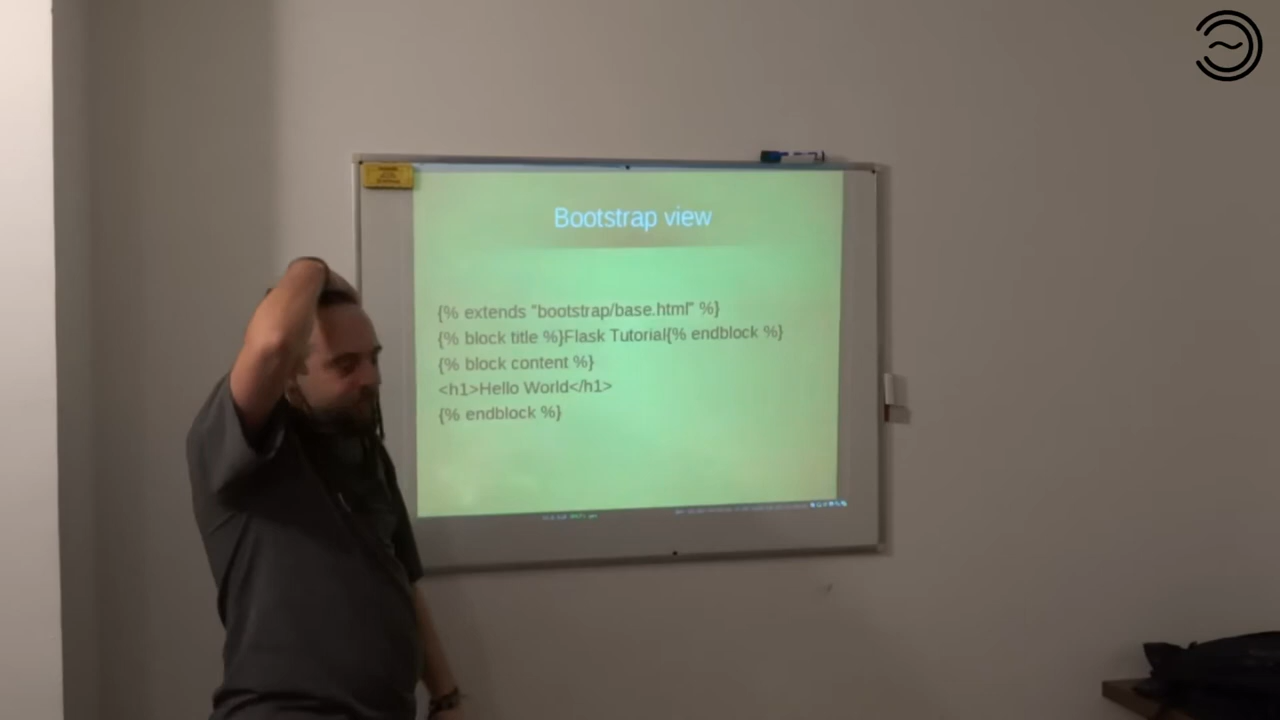 Bootstrap view
{% extends "bootstrap/base.html" %}
{% block title %}Flask Tutorial{% endblock %}
{% block content %}
<h1>Hello World</h1>
{% endblock %}